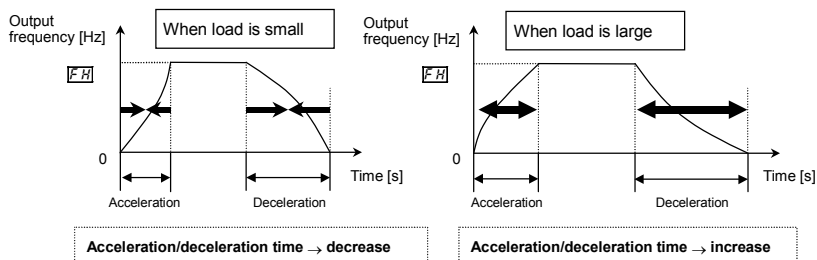 Output
frequency [Hz]
When load is small
FH
0
Time [s]
Acceleration
Deceleration
Acceleration/deceleration time → decrease
Output
frequency [Hz]
When load is large
FH
0
Time [s]
Acceleration
Deceleration
Acceleration/deceleration time → increase